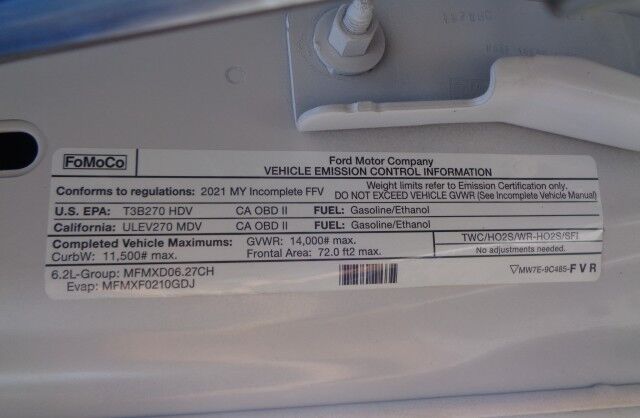 FoMoCo
Ford Motor Company
VEHICLE EMISSION CONTROL INFORMATION
Conforms to regulations: 2021 MY Incomplete FFV
Weight limits refer to Emission Certification only.
DO NOT EXCEED VEHICLE GVWR (See Incomplete Vehicle Manual)
U.S. EPA: T3B270 HDV CA OBD II FUEL: Gasoline/Ethanol
California: ULEV270 MDV CA OBD II FUEL: Gasoline/Ethanol
Completed Vehicle Maximums: GVWR: 14,000# max.
CurbW: 11,500# max. Frontal Area: 72.0 ft2 max.
TWC/HO2S/WR-HO2S/SFI
No adjustments needed.
6.2L-Group: MFMXD06.27CH
Evap: MFMXF0210GDJ
▽MW7E-9C485-FVR